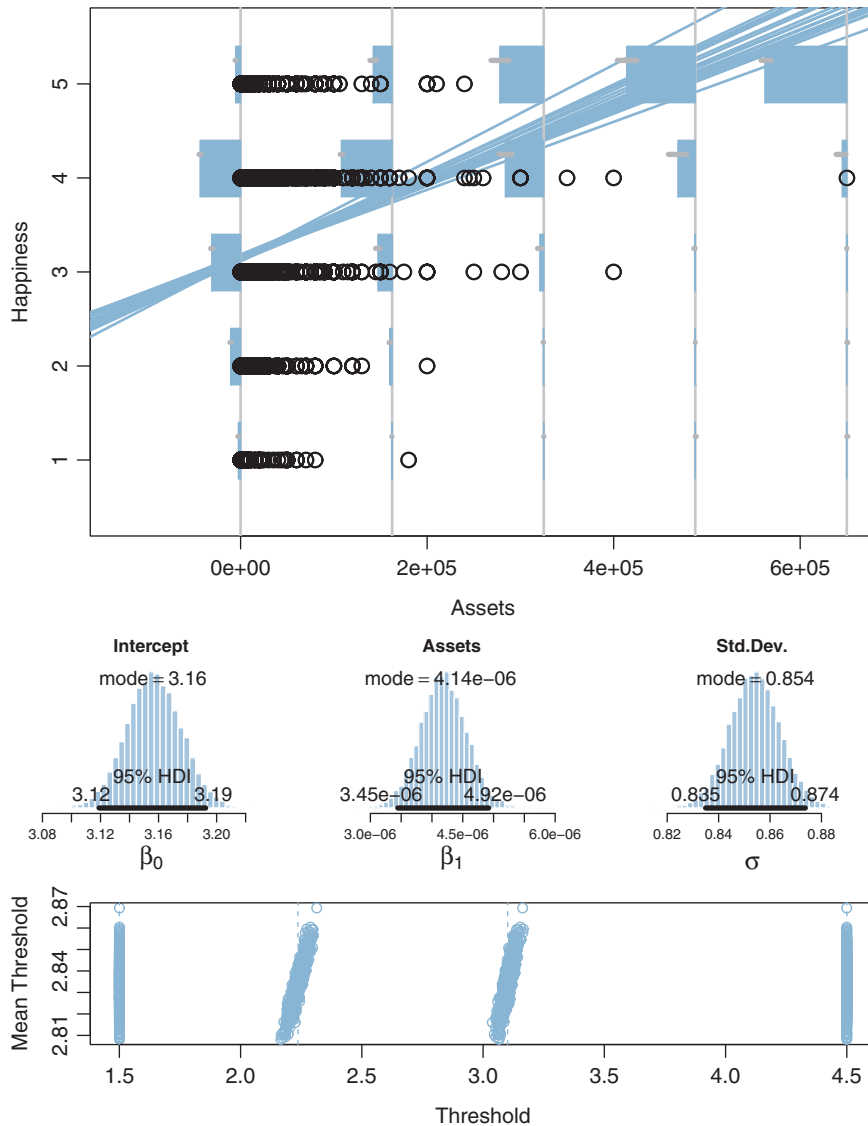 Happiness
5
4
3
2
1
0e+00 2e+05 4e+05 6e+05
Assets
Intercept
mode = 3.16
95% HDI
3.12 3.19
3.08 3.12 3.16 3.20
β0
Assets
mode = 4.14e−06
95% HDI
3.45e−06 4.92e−06
3.0e−06 4.5e−06 6.0e−06
β1
Std.Dev.
mode = 0.854
95% HDI
0.835 0.874
0.82 0.84 0.86 0.88
σ
Mean Threshold
2.87
2.84
2.81
1.5 2.0 2.5 3.0 3.5 4.0 4.5
Threshold